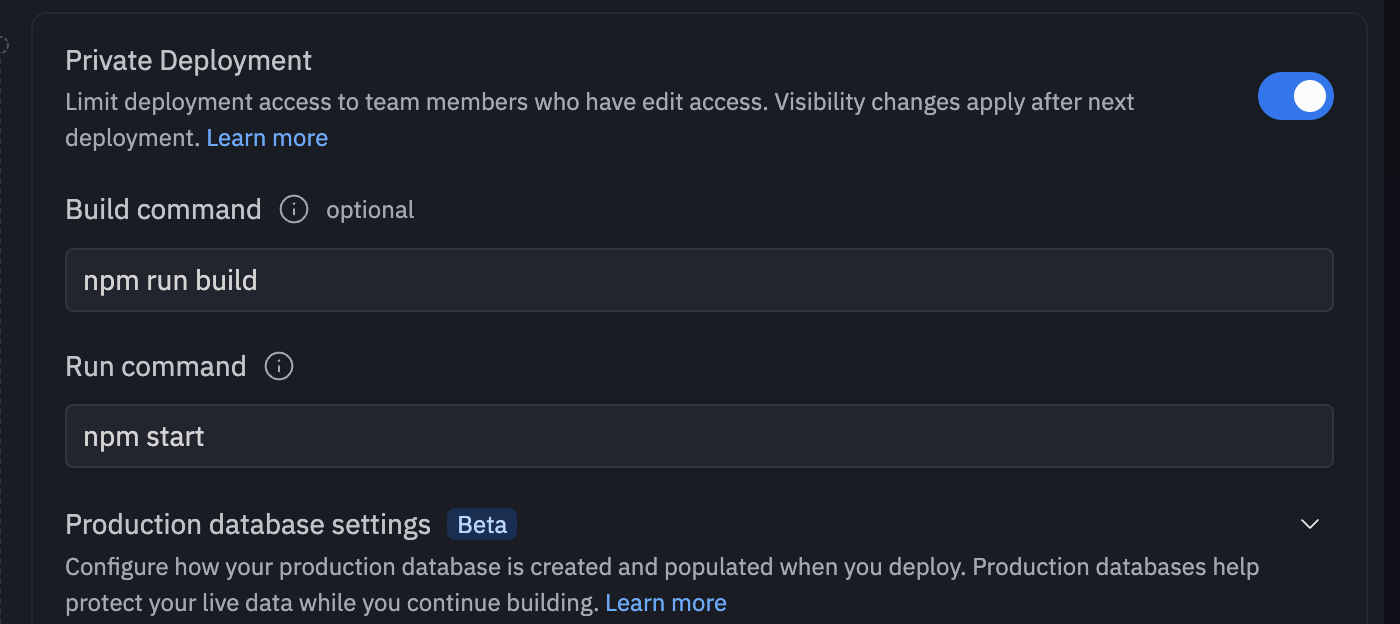 Private Deployment
Limit deployment access to team members who have edit access. Visibility changes apply after next
deployment. Learn more
Build command optional
npm run build
Run command
npm start
Production database settings Beta
Configure how your production database is created and populated when you deploy. Production databases help
protect your live data while you continue building. Learn more